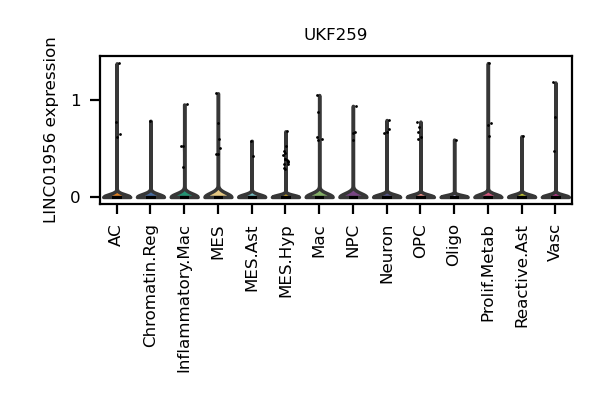 UKF259
LINC01956 expression
1
0
AC
Chromatin.Reg
Inflammatory.Mac
MES
MES.Ast
MES.Hyp
Mac
NPC
Neuron
OPC
Oligo
Prolif.Metab
Reactive.Ast
Vasc